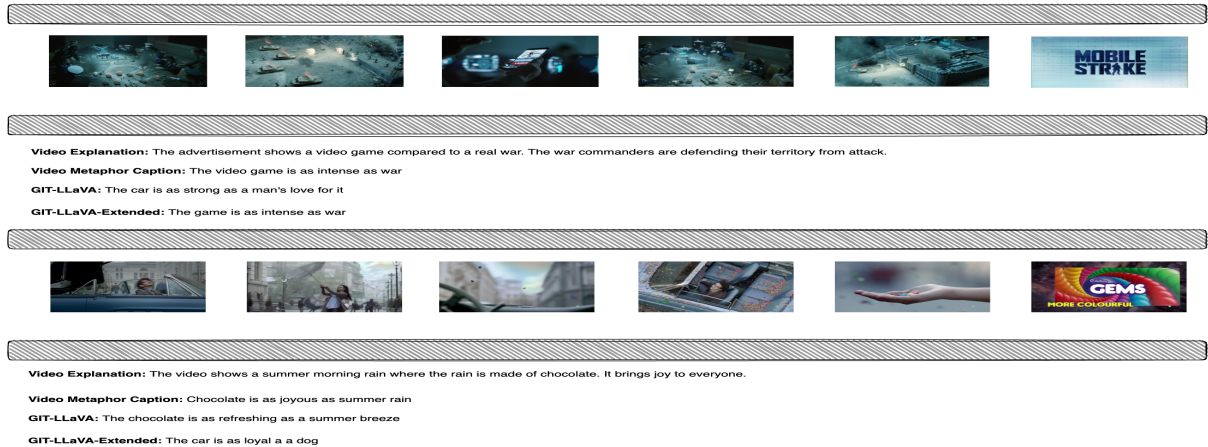 MOBILE
STRIKE
Video Explanation: The advertisement shows a video game compared to a real war. The war commanders are defending their territory from attack.
Video Metaphor Caption: The video game is as intense as war
GIT-LLaVA: The car is as strong as a man's love for it
GIT-LLaVA-Extended: The game is as intense as war
GEMS
MORE COLOURFUL
Video Explanation: The video shows a summer morning rain where the rain is made of chocolate. It brings joy to everyone.
Video Metaphor Caption: Chocolate is as joyous as summer rain
GIT-LLaVA: The chocolate is as refreshing as a summer breeze
GIT-LLaVA-Extended: The car is as loyal a a dog